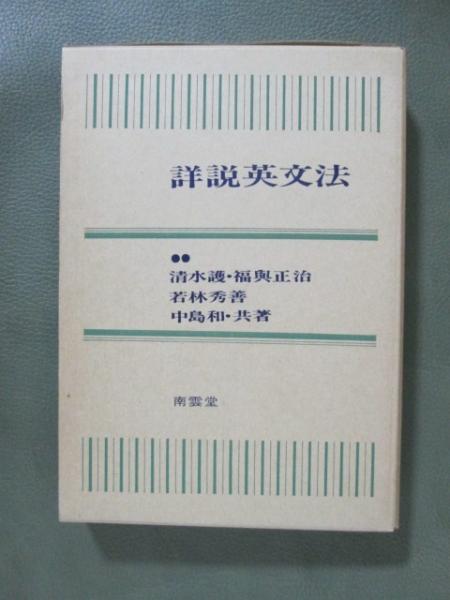 詳説英文法
清水護・福與正治
若林秀善
中島和・共著
南雲堂